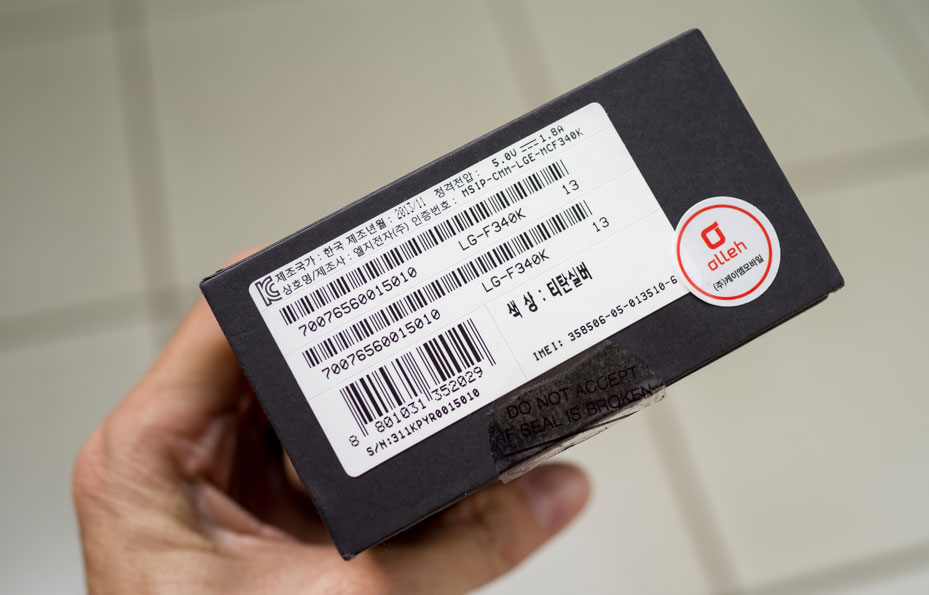 제조국가 : 한국 제조년월 : 2013/11 정격전압 : 5.0V 1.8A
상호명/제조사 : 엘지전자(주) 인증번호 : MSIP-CMM-LGE-MCF340K
70076560015010 LG-F340K 13
70076560015010 LG-F340K 13
색상 : 티탄실버
8 801031 352029
S/N:311KPYR0015010
IMEI: 358506-05-013510-6
olleh
(주)케이엠모바일
DO NOT ACCEPT
IF SEAL IS BROKEN